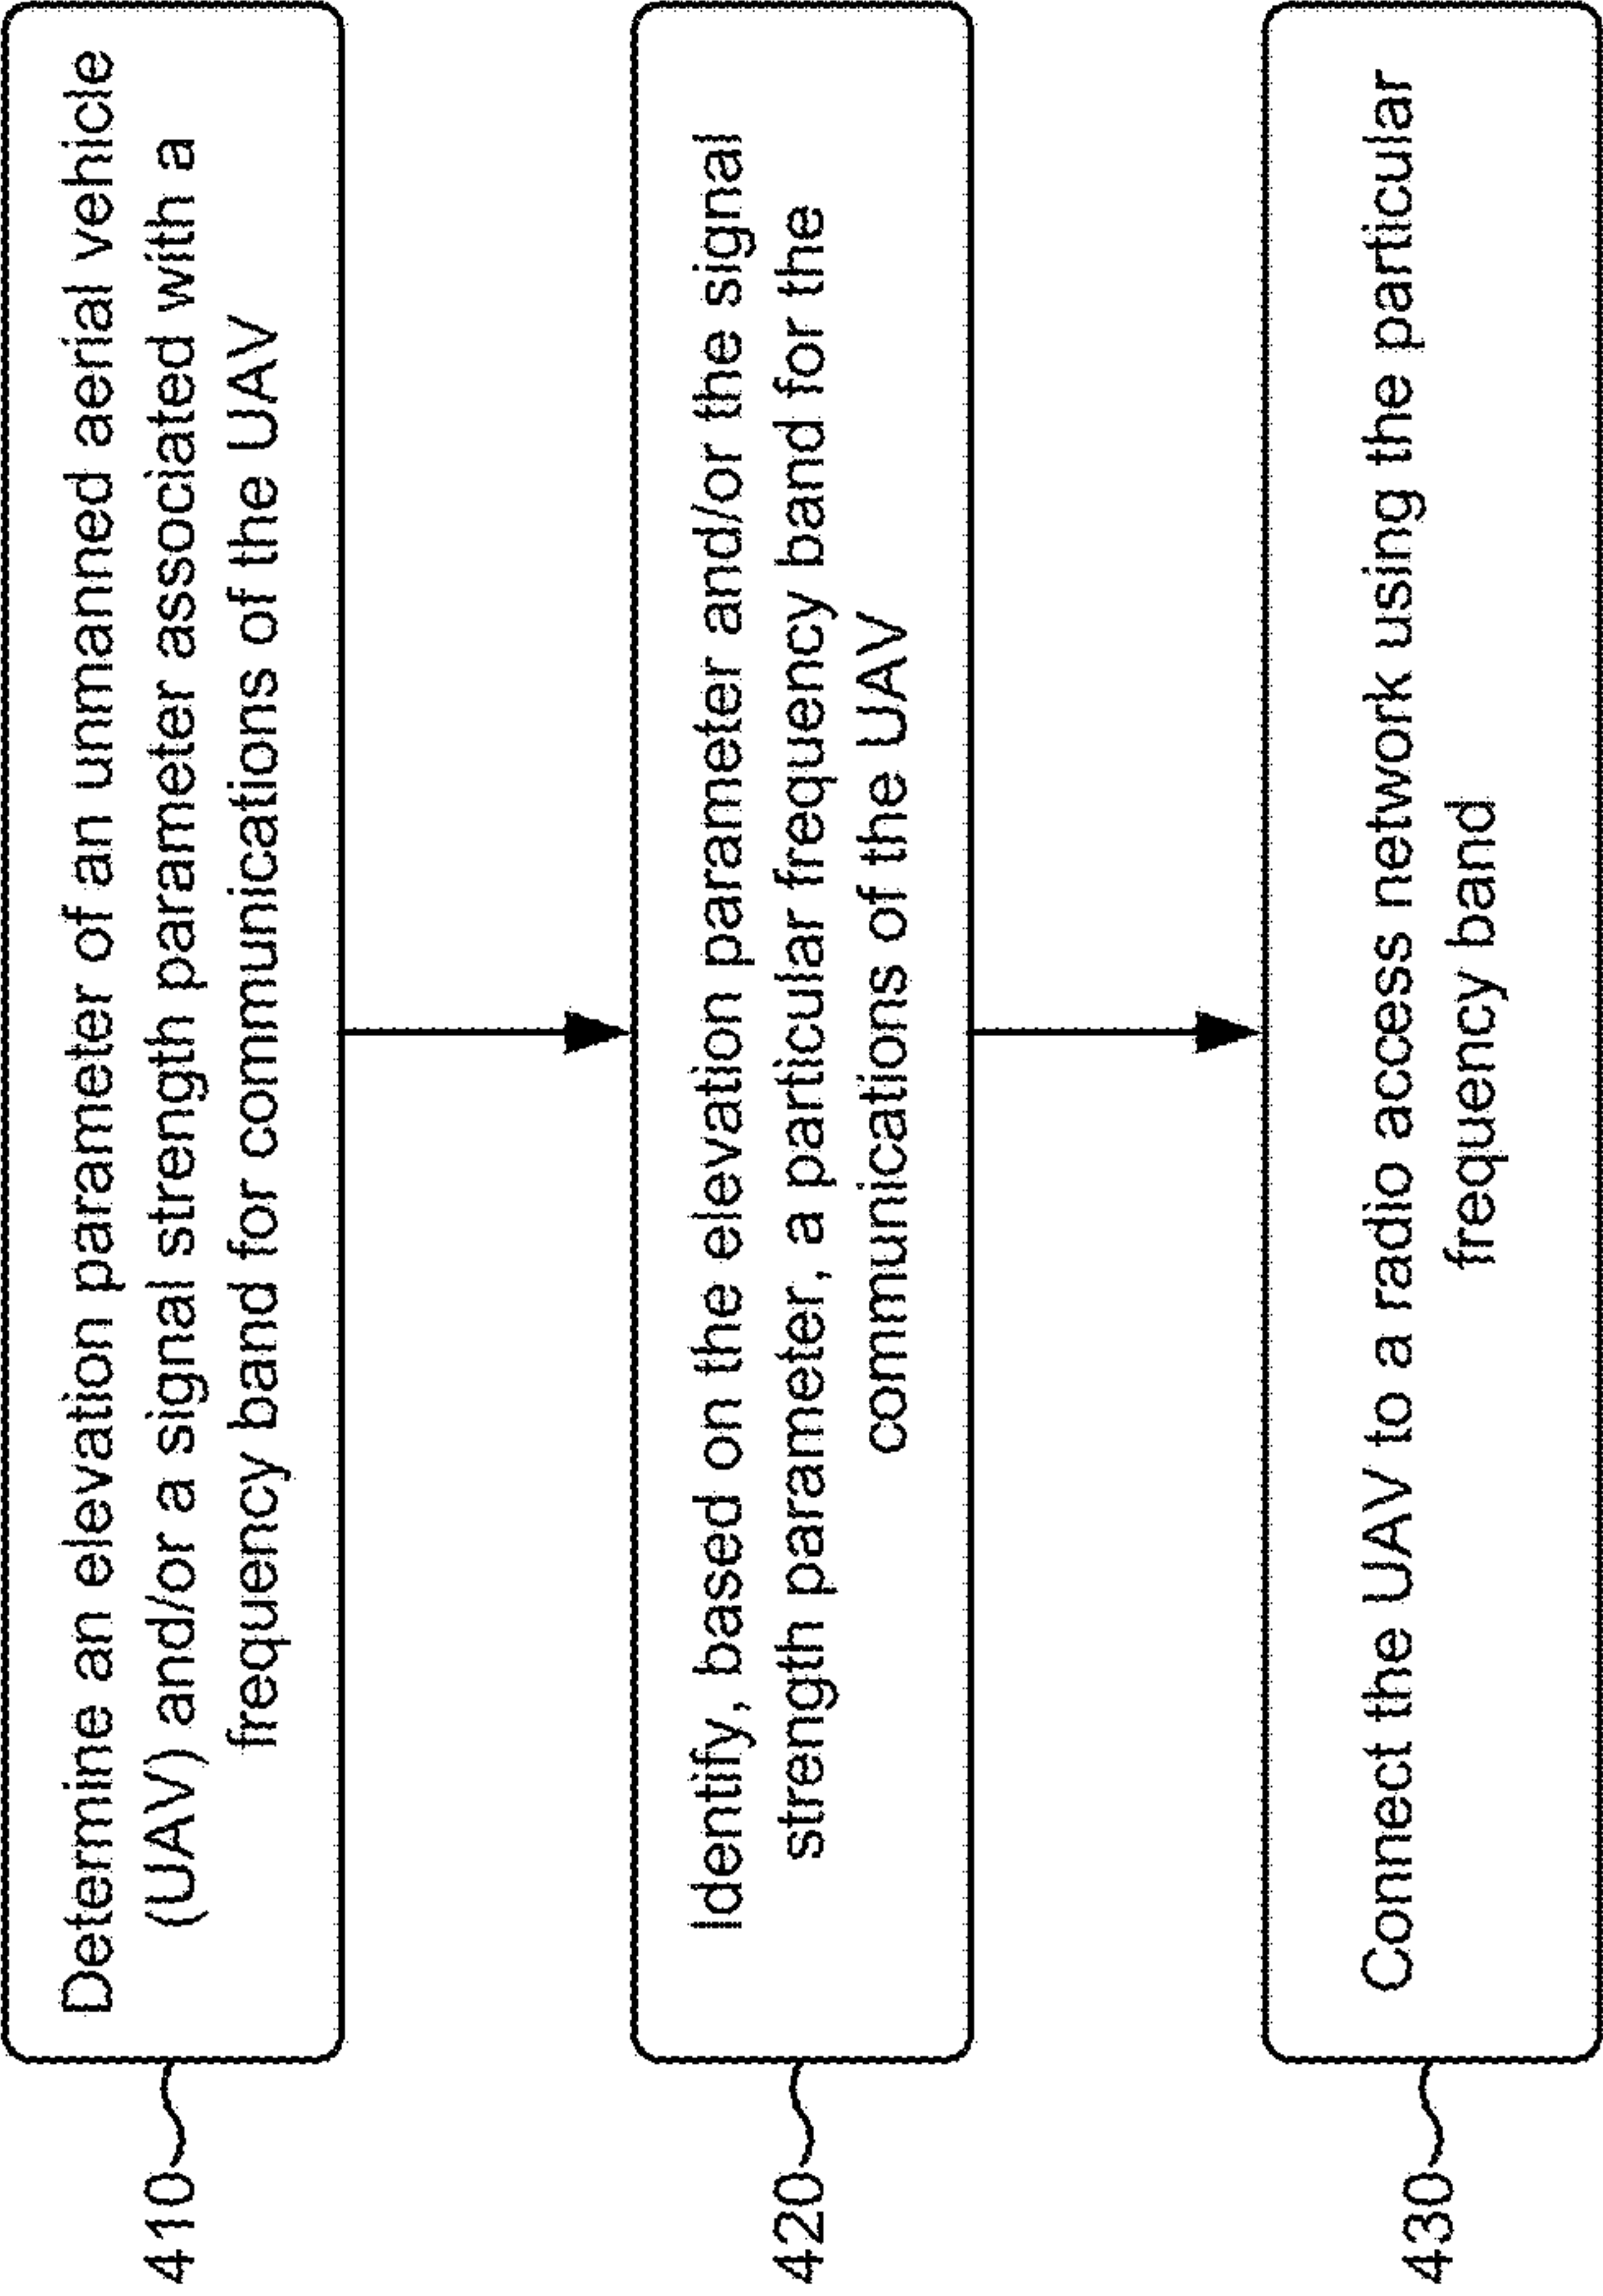 410
Determine an elevation parameter of an unmanned aerial vehicle
(UAV) and/or a signal strength parameter associated with a
frequency band for communications of the UAV
420
Identify, based on the elevation parameter and/or the signal
strength parameter, a particular frequency band for the
communications of the UAV
430
Connect the UAV to a radio access network using the particular
frequency band